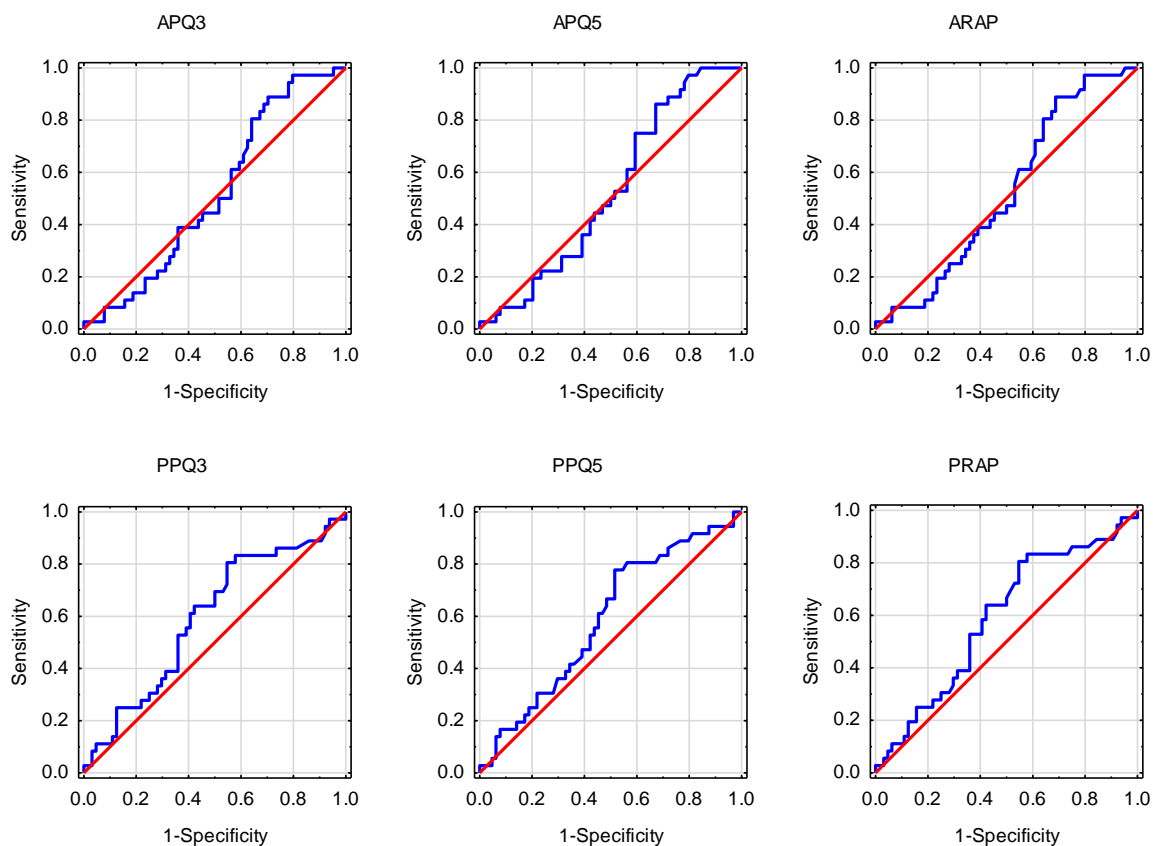 APQ3 APQ5 ARAP
1.0 1.0 1.0
0.8 0.8 0.8
0.6 0.6 0.6
0.4 0.4 0.4
0.2 0.2 0.2
0.0 0.0 0.0
Sensitivity Sensitivity Sensitivity
0.0 0.2 0.4 0.6 0.8 1.0 0.0 0.2 0.4 0.6 0.8 1.0 0.0 0.2 0.4 0.6 0.8 1.0
1-Specificity 1-Specificity 1-Specificity
PPQ3 PPQ5 PRAP
1.0 1.0 1.0
0.8 0.8 0.8
0.6 0.6 0.6
0.4 0.4 0.4
0.2 0.2 0.2
0.0 0.0 0.0
Sensitivity Sensitivity Sensitivity
0.0 0.2 0.4 0.6 0.8 1.0 0.0 0.2 0.4 0.6 0.8 1.0 0.0 0.2 0.4 0.6 0.8 1.0
1-Specificity 1-Specificity 1-Specificity